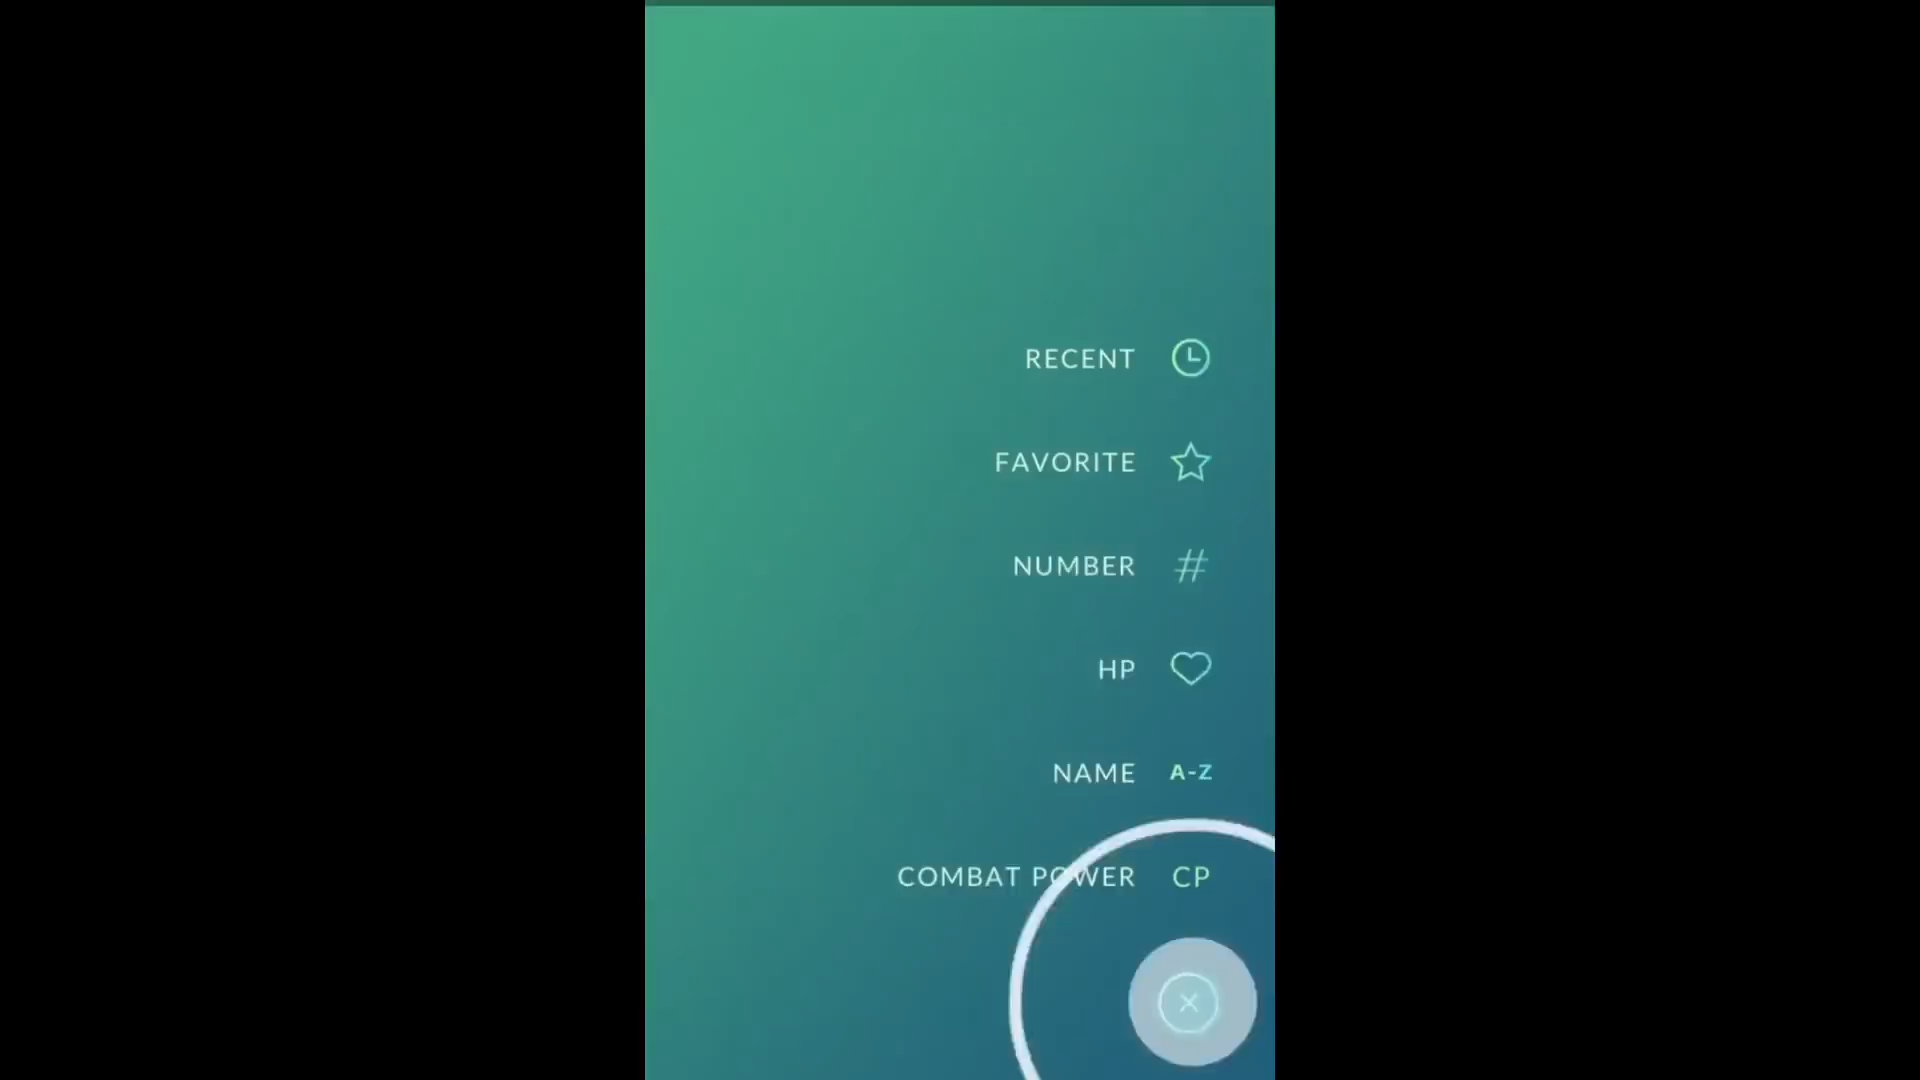 RECENT
FAVORITE
NUMBER #
HP
NAME A-Z
COMBAT POWER CP